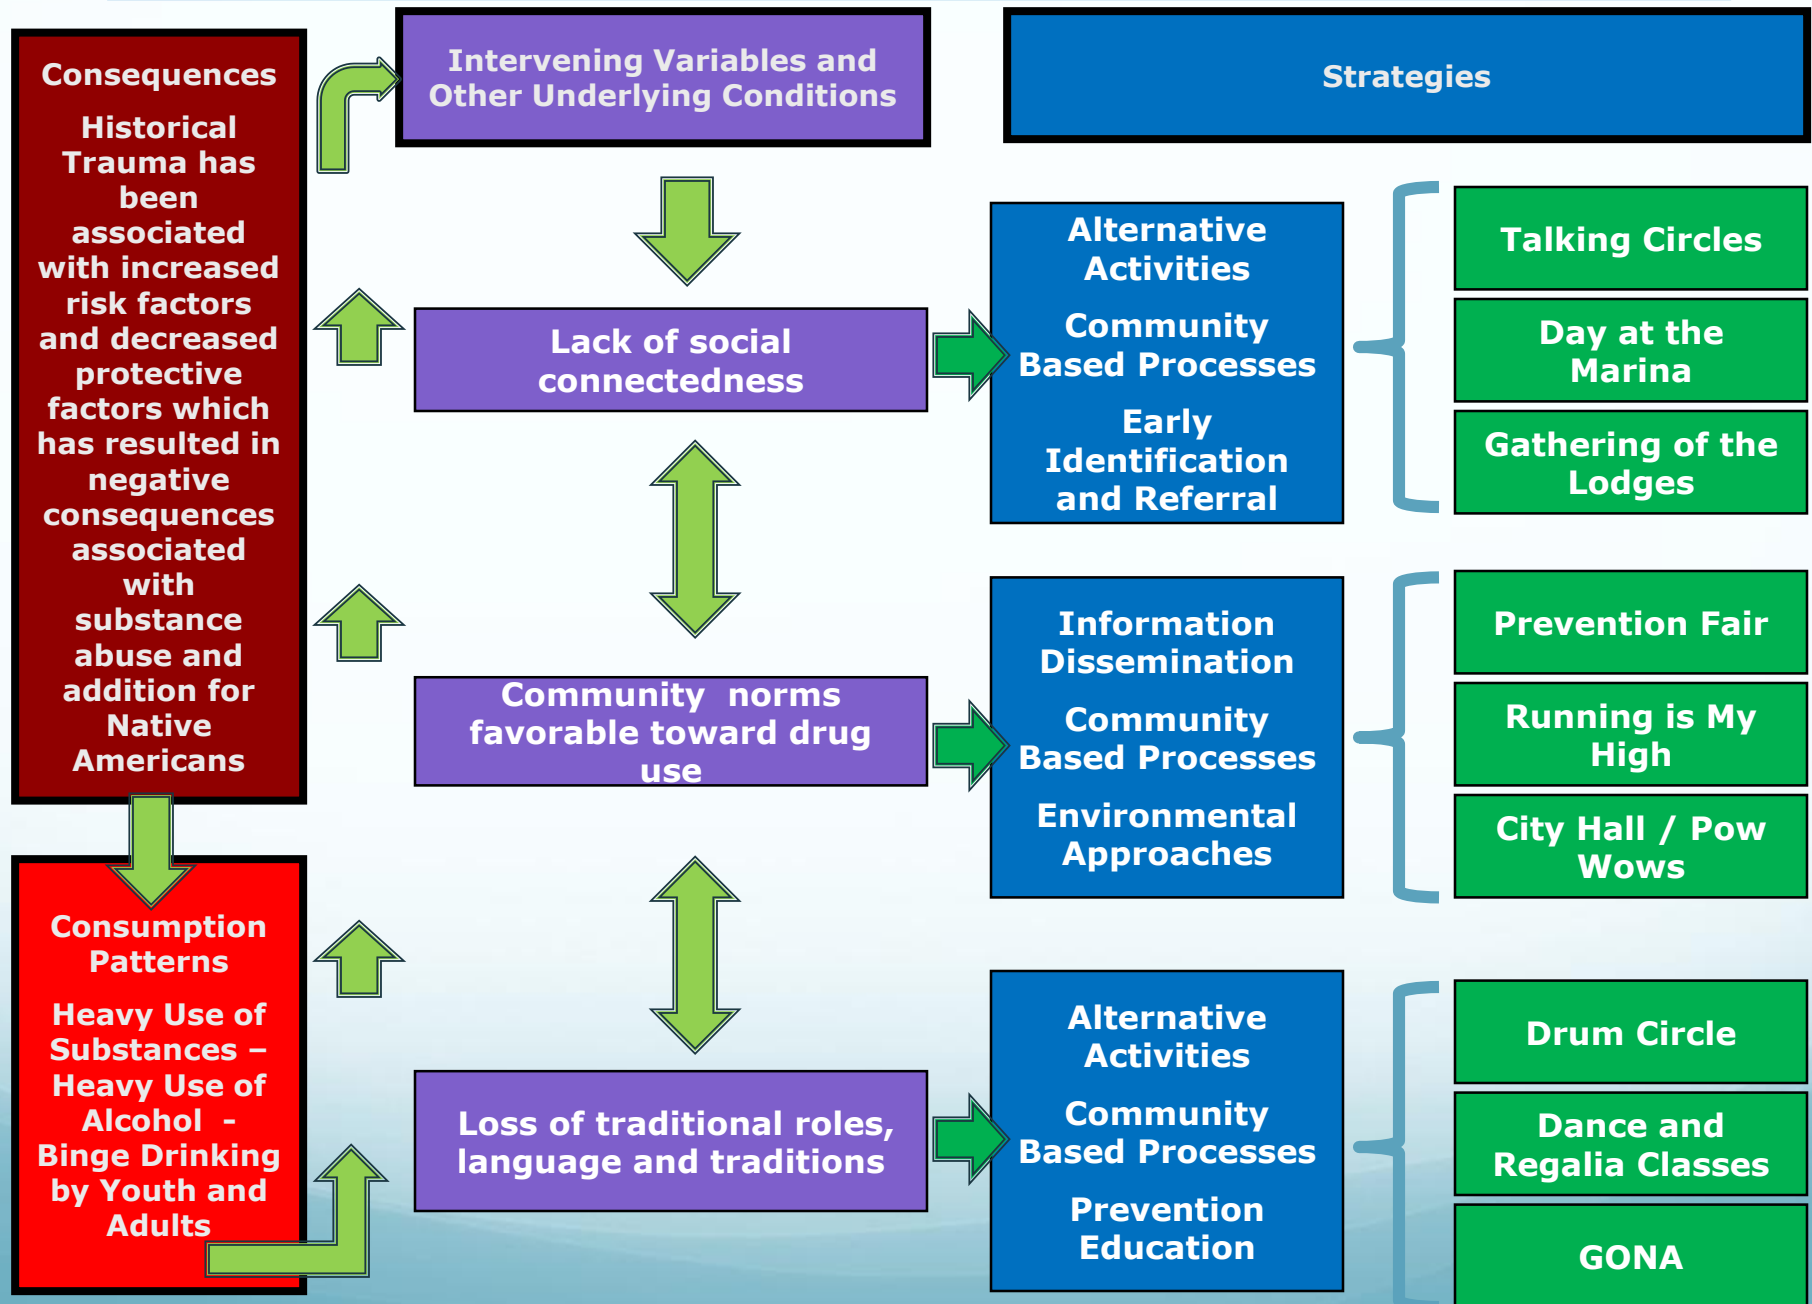 Consequences
Historical
Trauma has
been
associated
with increased
risk factors
and decreased
protective
factors which
has resulted in
negative
consequences
associated
with
substance
abuse and
addition for
Native
Americans
Consumption
Patterns
Heavy Use of
Substances –
Heavy Use of
Alcohol -
Binge Drinking
by Youth and
Adults
Intervening Variables and
Other Underlying Conditions
Lack of social
connectedness
Community norms
favorable toward drug
use
Loss of traditional roles,
language and traditions
Strategies
Alternative
Activities
Community
Based Processes
Early
Identification
and Referral
Talking Circles
Day at the
Marina
Gathering of the
Lodges
Information
Dissemination
Community
Based Processes
Environmental
Approaches
Prevention Fair
Running is My
High
City Hall / Pow
Wows
Alternative
Activities
Community
Based Processes
Prevention
Education
Drum Circle
Dance and
Regalia Classes
GONA